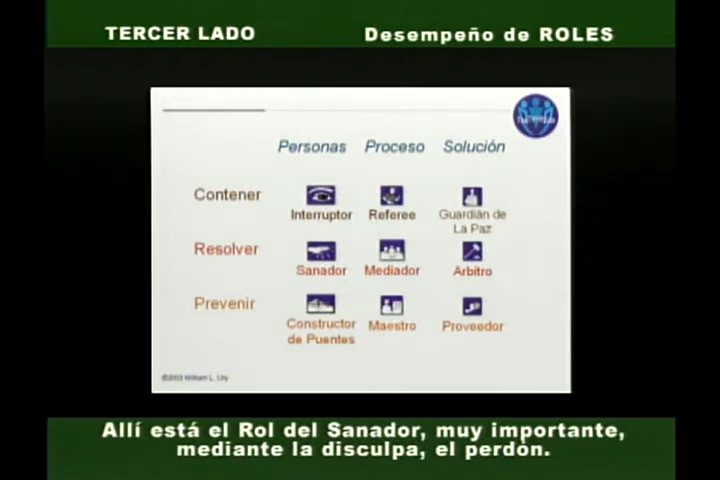 TERCER LADO Desempeño de ROLES
Personas Proceso Solución
Contener
Interruptor Referee Guardián de
La Paz
Resolver
Sanador Mediador Arbitro
Prevenir
Constructor Maestro Proveedor
de Puentes
William L. Ury
Allí está el Rol del Sanador, muy importante,
mediante la disculpa, el perdón.